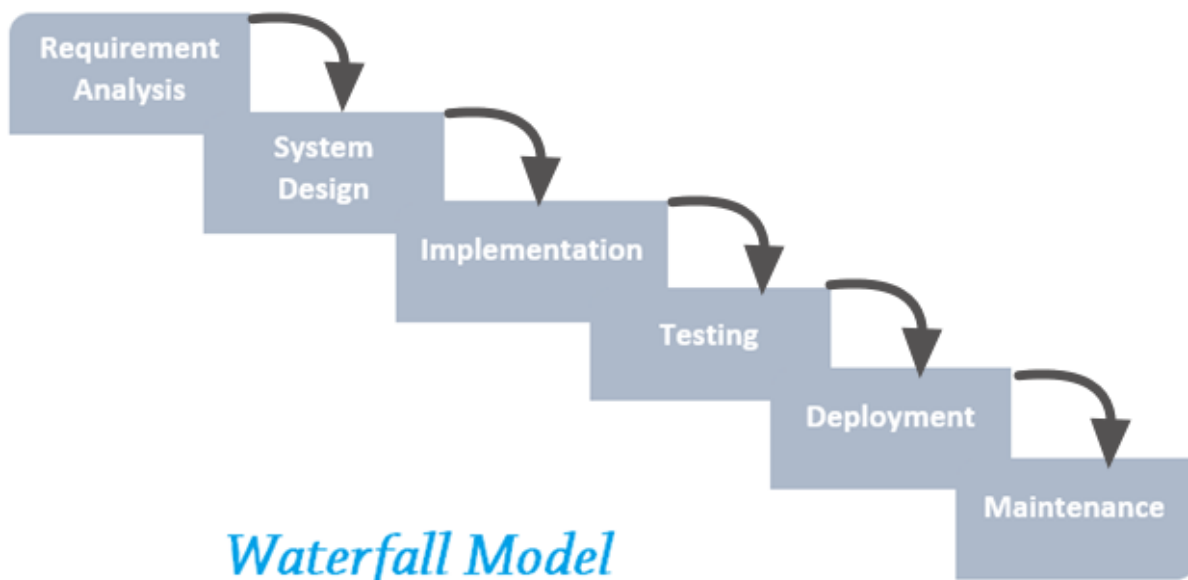 Requirement
Analysis
System
Design
Implementation
Testing
Deployment
Maintenance
Waterfall Model